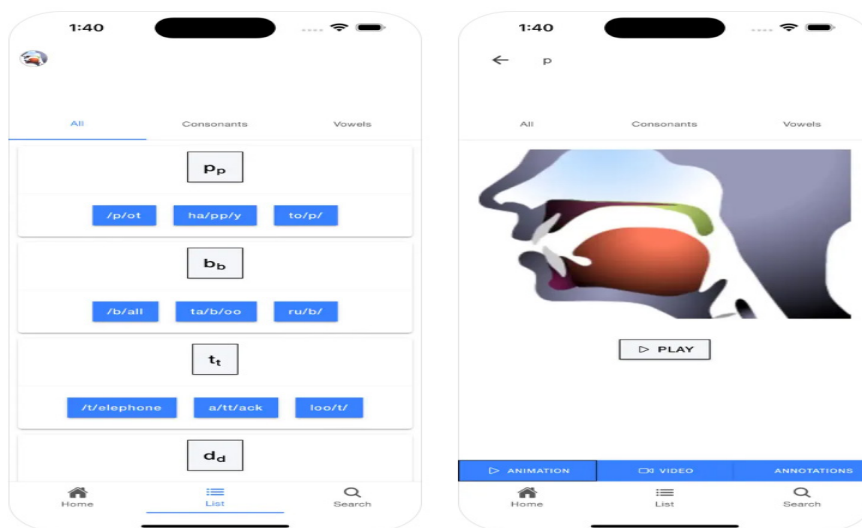 1:40
All Consonants Vowels
pp
/p/ot ha/pp/y to/p/
bb
/b/all ta/b/oo ru/b/
tt
/t/elephone a/tt/ack loo/t/
dd
Home List Search
1:40
p
All Consonants Vowels
PLAY
ANIMATION VIDEO ANNOTATIONS
Home List Search